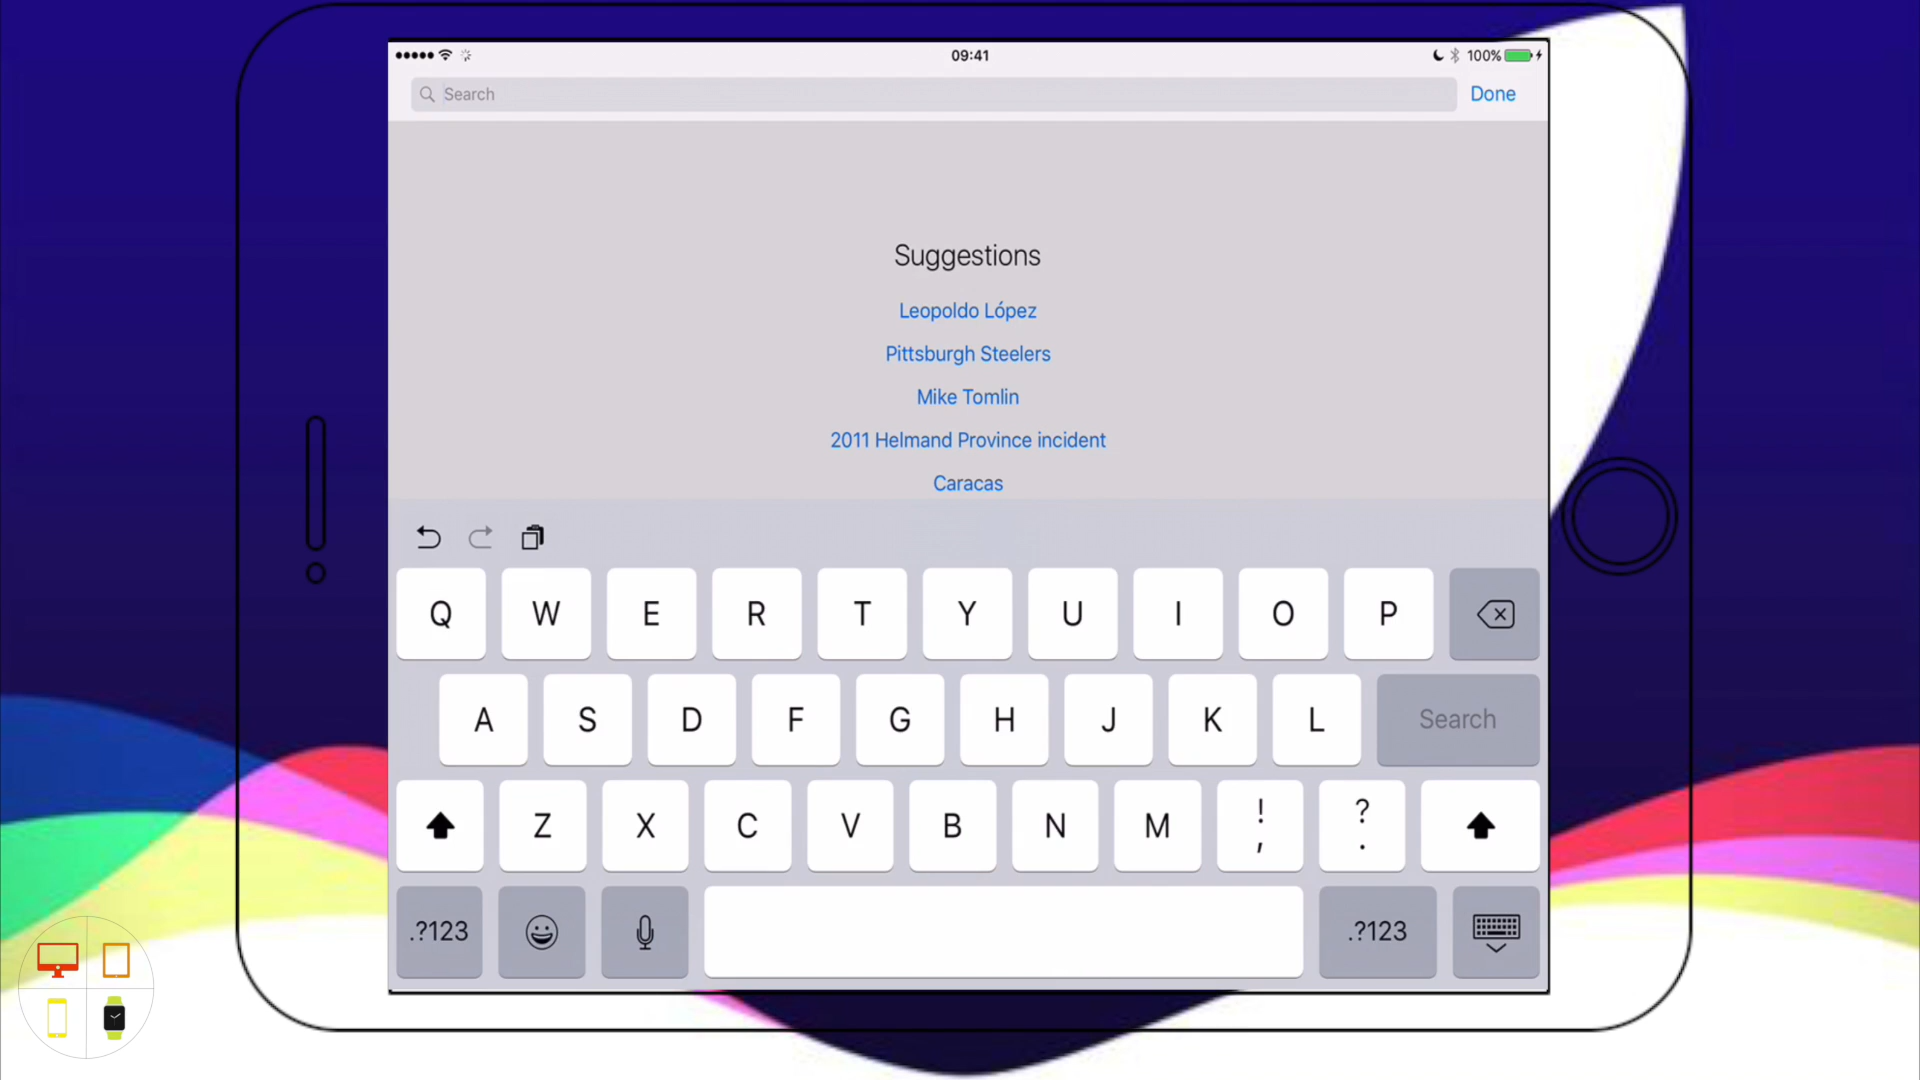 09:41
100%
Search
Done
Suggestions
Leopoldo López
Pittsburgh Steelers
Mike Tomlin
2011 Helmand Province incident
Caracas
Q W E R T Y U I O P
A S D F G H J K L Search
Z X C V B N M ! , ? .
.?123 .?123